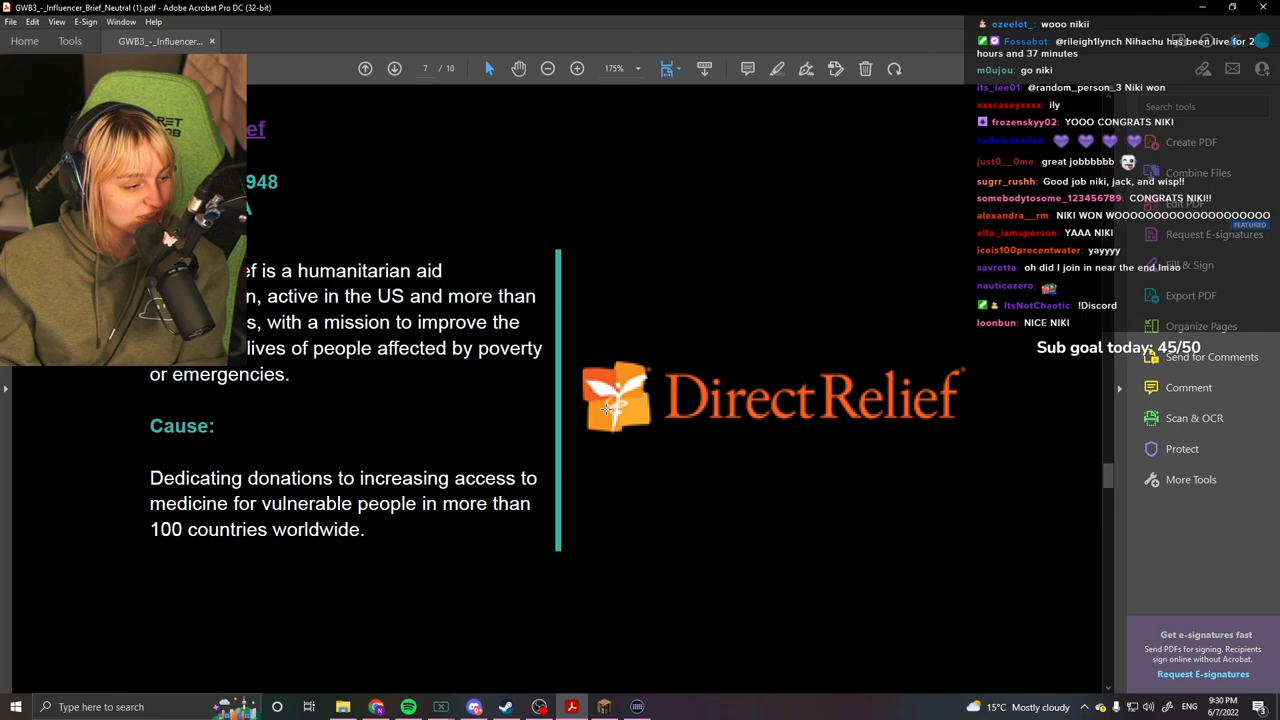 GWB3_-_Influencer_Brief_Neutral (1).pdf - Adobe Acrobat Pro DC (32-bit)
File Edit View E-Sign Window Help
Home Tools GWB3_-_Influencer... ×
7 / 10 175%
ef
948
ef is a humanitarian aid
n, active in the US and more than
s, with a mission to improve the
lives of people affected by poverty
or emergencies.
Cause:
Dedicating donations to increasing access to
medicine for vulnerable people in more than
100 countries worldwide.
DirectRelief
ozeelot_: wooo nikii
Fossabot: @rileigh1lynch Nihachu has been live for 2
hours and 37 minutes
m0ujou: go niki
its_lee01: @random_person_3 Niki won
xxxcaseyxxxx: ily
frozenskyy02: YOOO CONGRATS NIKI
just0__0me: great jobbbbbb
sugrr_rushh: Good job niki, jack, and wisp!!
somebodytosome_123456789: CONGRATS NIKI!!
alexandra__rm: NIKI WON WOOOOOOOOOOOOOOOOOOOO
ello_iamaperson: YAAA NIKI
iceis100precentwater: yayyyy
savrotta: oh did I join in near the end lmao
nauticazero:
ItsNotChaotic: !Discord
loonbun: NICE NIKI
Sub goal today: 45/50
Search tools
Create PDF
Combine Files
Edit PDF
FEATURED
Request E-signatures
Fill & Sign
Export PDF
Organize Pages
Send for Comments
Comment
Scan & OCR
Protect
More Tools
Get e-signatures fast
Send PDFs for signing. Recipients
sign online without Acrobat.
Request E-signatures
Type here to search
15°C Mostly cloudy
ENG
9:30 PM
6/7/2022